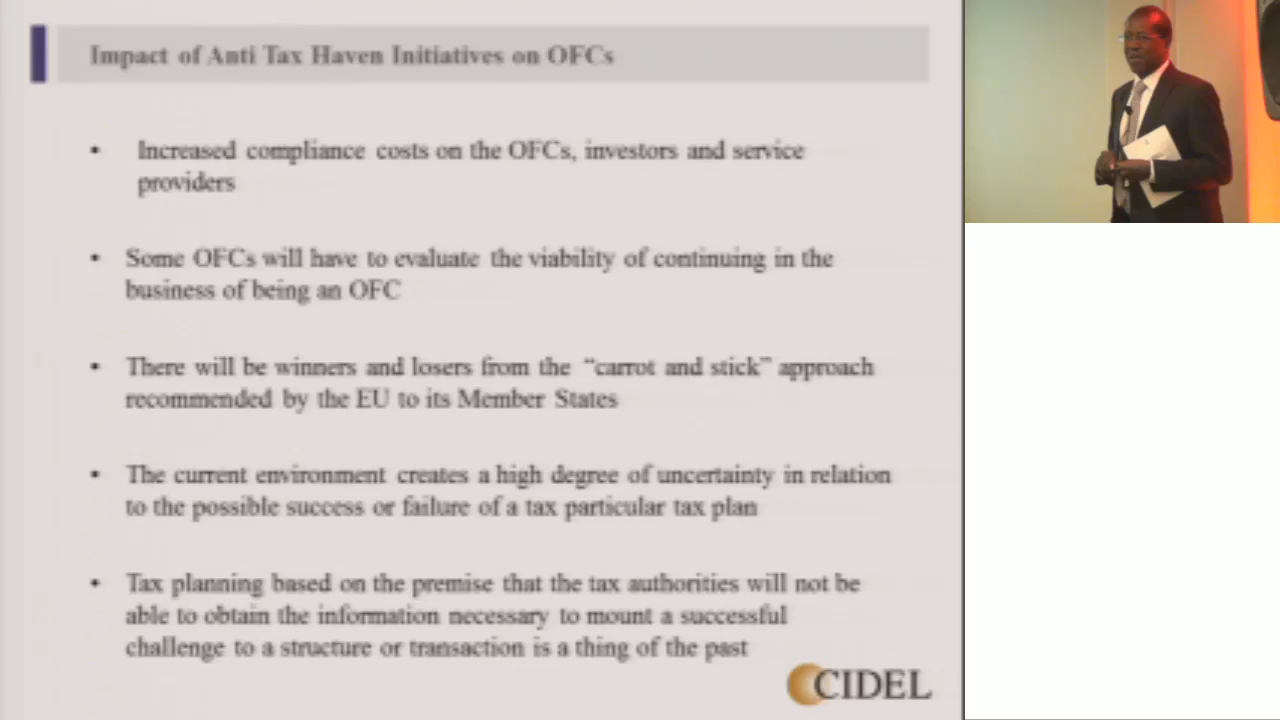 Impact of Anti Tax Haven Initiatives on OFCs
• Increased compliance costs on the OFCs, investors and service
providers
• Some OFCs will have to evaluate the viability of continuing in the
business of being an OFC
• There will be winners and losers from the “carrot and stick” approach
recommended by the EU to its Member States
• The current environment creates a high degree of uncertainty in relation
to the possible success or failure of a tax particular tax plan
• Tax planning based on the premise that the tax authorities will not be
able to obtain the information necessary to mount a successful
challenge to a structure or transaction is a thing of the past
CIDEL